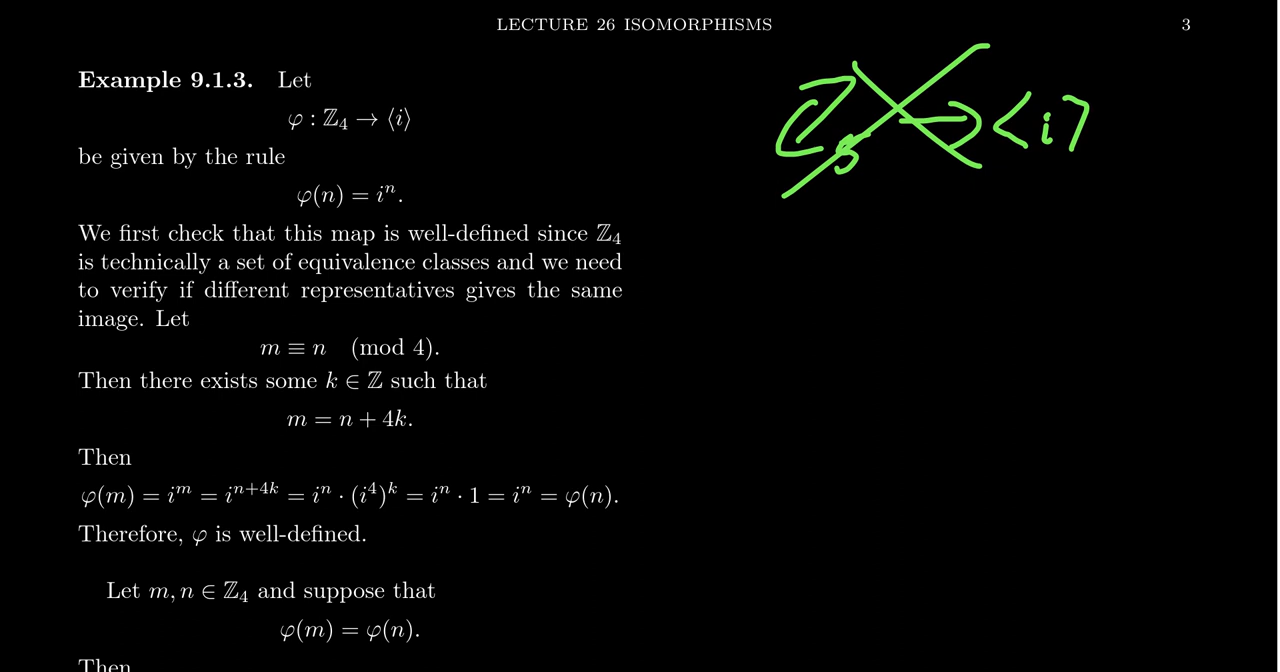 LECTURE 26 ISOMORPHISMS 3
Example 9.1.3. Let
φ : ℤ₄ → ⟨i⟩
be given by the rule
φ(n) = iⁿ.
We first check that this map is well-defined since ℤ₄
is technically a set of equivalence classes and we need
to verify if different representatives gives the same
image. Let
m ≡ n (mod 4).
Then there exists some k ∈ ℤ such that
m = n + 4k.
Then
φ(m) = iᵐ = iⁿ⁺⁴ᵏ = iⁿ · (i⁴)ᵏ = iⁿ · 1 = iⁿ = φ(n).
Therefore, φ is well-defined.
Let m, n ∈ ℤ₄ and suppose that
φ(m) = φ(n).
Then
→ ⟨i⟩